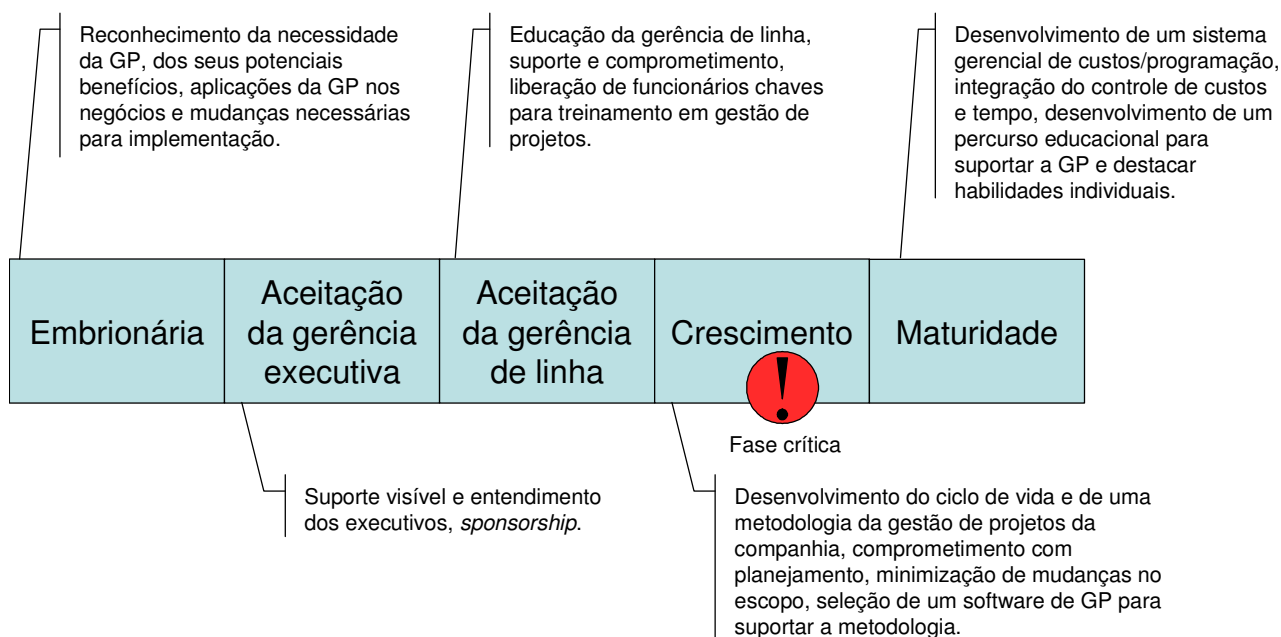 Reconhecimento da necessidade
da GP, dos seus potenciais
benefícios, aplicações da GP nos
negócios e mudanças necessárias
para implementação.
Educação da gerência de linha,
suporte e comprometimento,
liberação de funcionários chaves
para treinamento em gestão de
projetos.
Desenvolvimento de um sistema
gerencial de custos/programação,
integração do controle de custos
e tempo, desenvolvimento de um
percurso educacional para
suportar a GP e destacar
habilidades individuais.
Embrionária
Aceitação
da gerência
executiva
Aceitação
da gerência
de linha
Crescimento
!
Maturidade
Fase crítica
Suporte visível e entendimento
dos executivos, sponsorship.
Desenvolvimento do ciclo de vida e de uma
metodologia da gestão de projetos da
companhia, comprometimento com
planejamento, minimização de mudanças no
escopo, seleção de um software de GP para
suportar a metodologia.